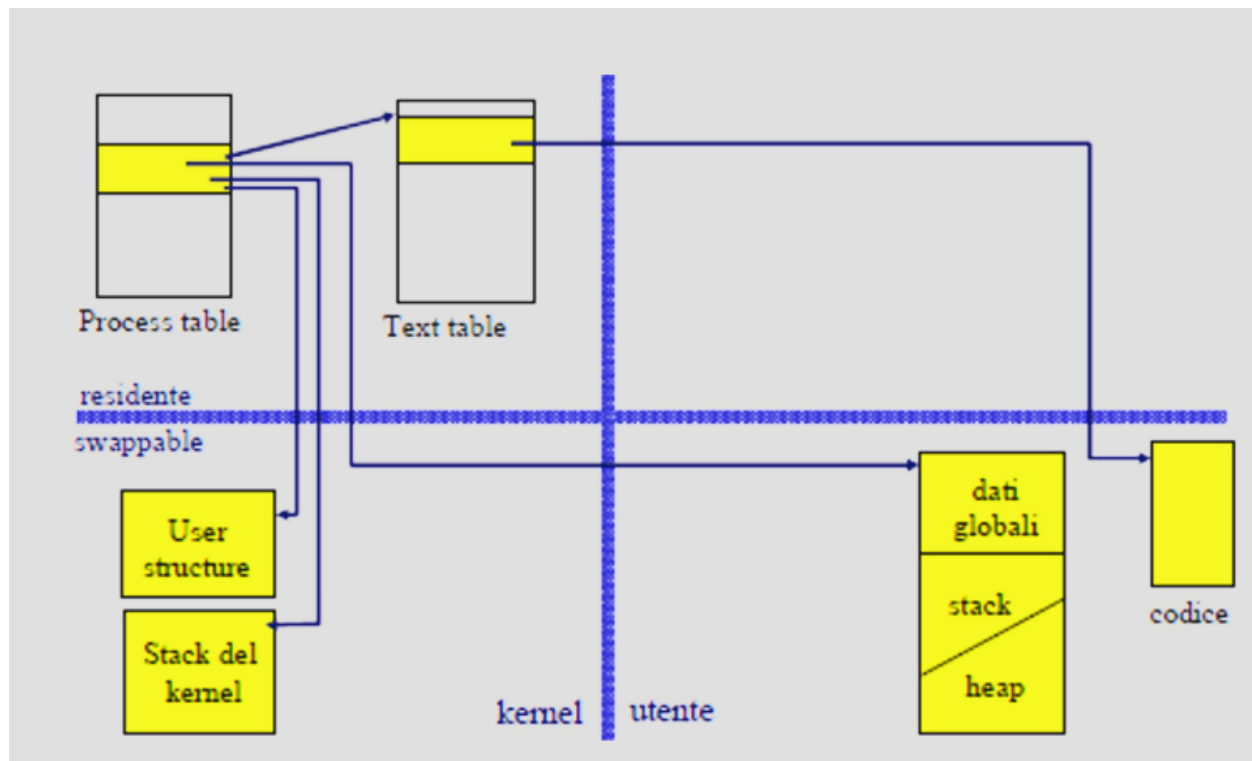 Process table
Text table
residente
swappable
User
structure
Stack del
kernel
kernel
utente
dati
globali
stack
heap
codice